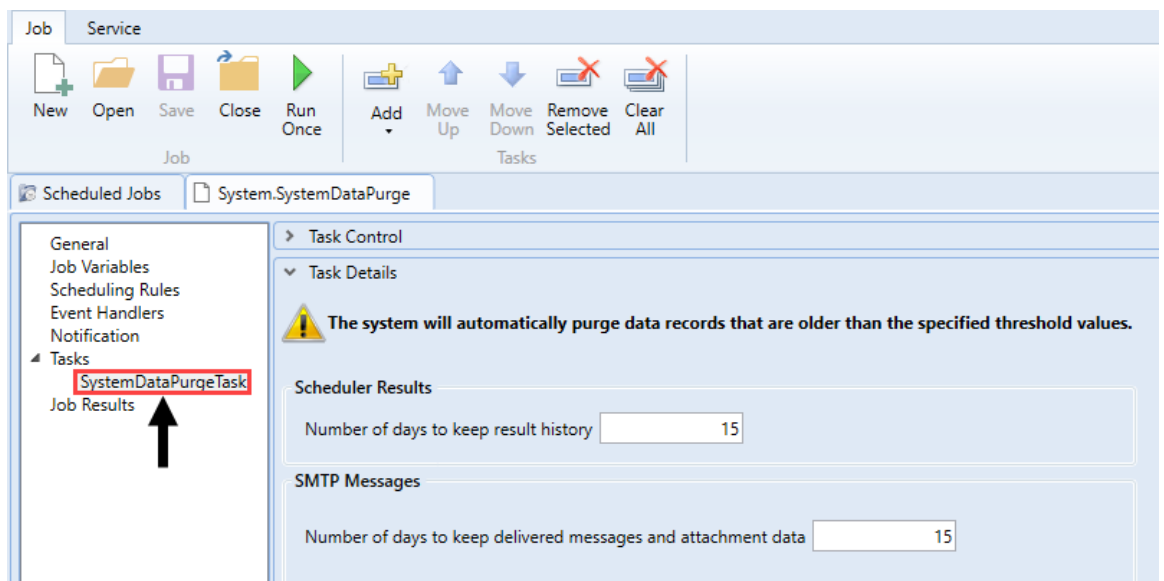 Job Service
New Open Save Close Run Once Add Move Up Move Down Remove Selected Clear All
Job Tasks
Scheduled Jobs System.SystemDataPurge
General
Job Variables
Scheduling Rules
Event Handlers
Notification
Tasks
SystemDataPurgeTask
Job Results
Task Control
Task Details
The system will automatically purge data records that are older than the specified threshold values.
Scheduler Results
Number of days to keep result history 15
SMTP Messages
Number of days to keep delivered messages and attachment data 15